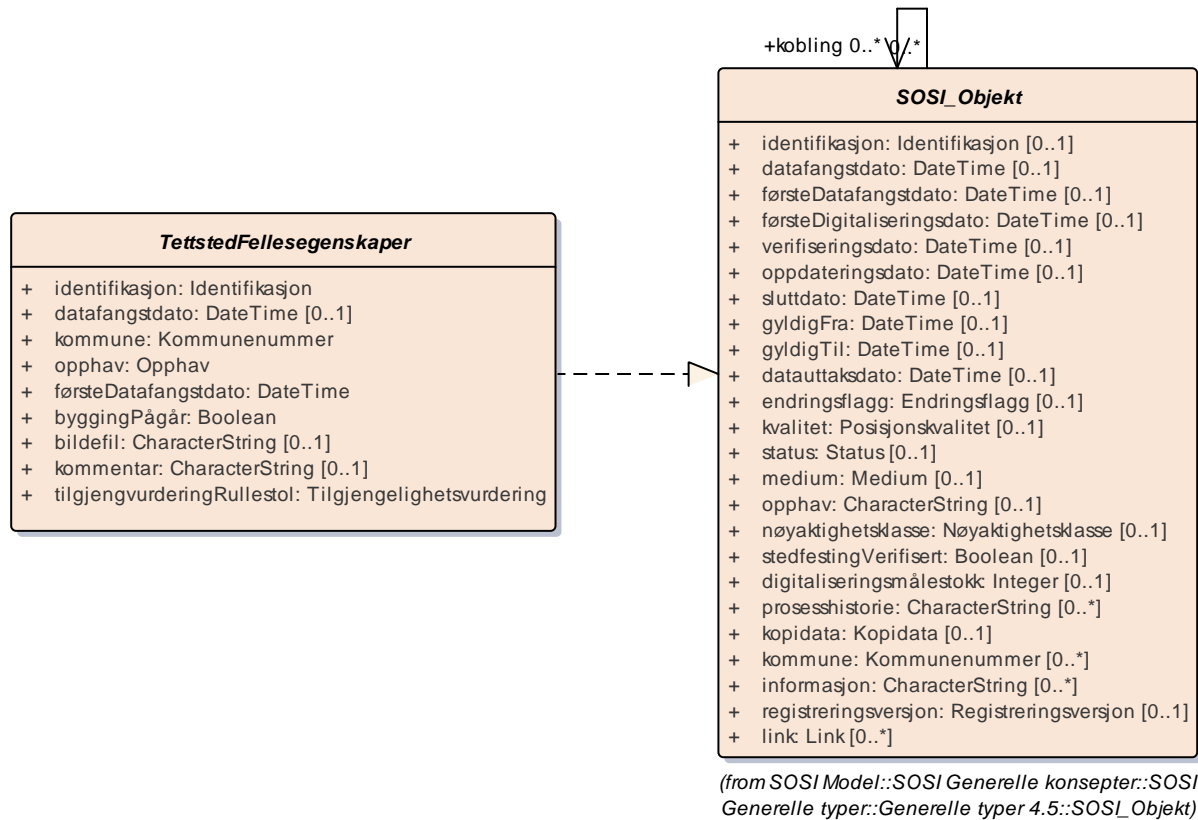 +kobling 0..* 0..*
SOSI_Objekt
+ identifikasjon: Identifikasjon [0..1]
+ datafangstdato: DateTime [0..1]
+førsteDatafangstdato: DateTime [0..1]
+ førsteDigitaliseringsdato: DateTime [0..1]
+ verifiseringsdato: DateTime [0..1]
+ oppdateringsdato: DateTime [0..1]
+ sluttdato: DateTime [0..1]
+ gyldigFra: DateTime [0..1]
+ gyldigTil: DateTime [0..1]
+ datauttaksdato: DateTime [0..1]
+ endringsflagg: Endringsflagg [0..1]
+ kvalitet: Posisjonskvalitet [0..1]
+ status: Status [0..1]
+ medium: Medium [0..1]
+ opphav: CharacterString [0..1]
+ nøyaktighetsklasse: Nøyaktighetsklasse [0..1]
+ stedfestingVerifisert: Boolean [0..1]
+ digitaliseringsmålestokk: Integer [0..1]
+ prosesshistorie: CharacterString [0..*]
+ kopidata: Kopidata [0..1]
+ kommune: Kommunenummer [0..*]
+ informasjon: CharacterString [0..*]
+ registreringsversjon: Registreringsversjon [0..1]
+ link: Link [0..*]
(from SOSI Model::SOSI Generelle konsepter::SOSI
Generelle typer::Generelle typer 4.5::SOSI_Objekt)
TettstedFellesegenskaper
+ identifikasjon: Identifikasjon
+ datafangstdato: DateTime [0..1]
+ kommune: Kommunenummer
+ opphav: Opphav
+ førsteDatafangstdato: DateTime
+ byggingPågår: Boolean
+ bildefil: CharacterString [0..1]
+ kommentar: CharacterString [0..1]
+ tilgjengvurderingRullestol: Tilgjengelighetsvurdering